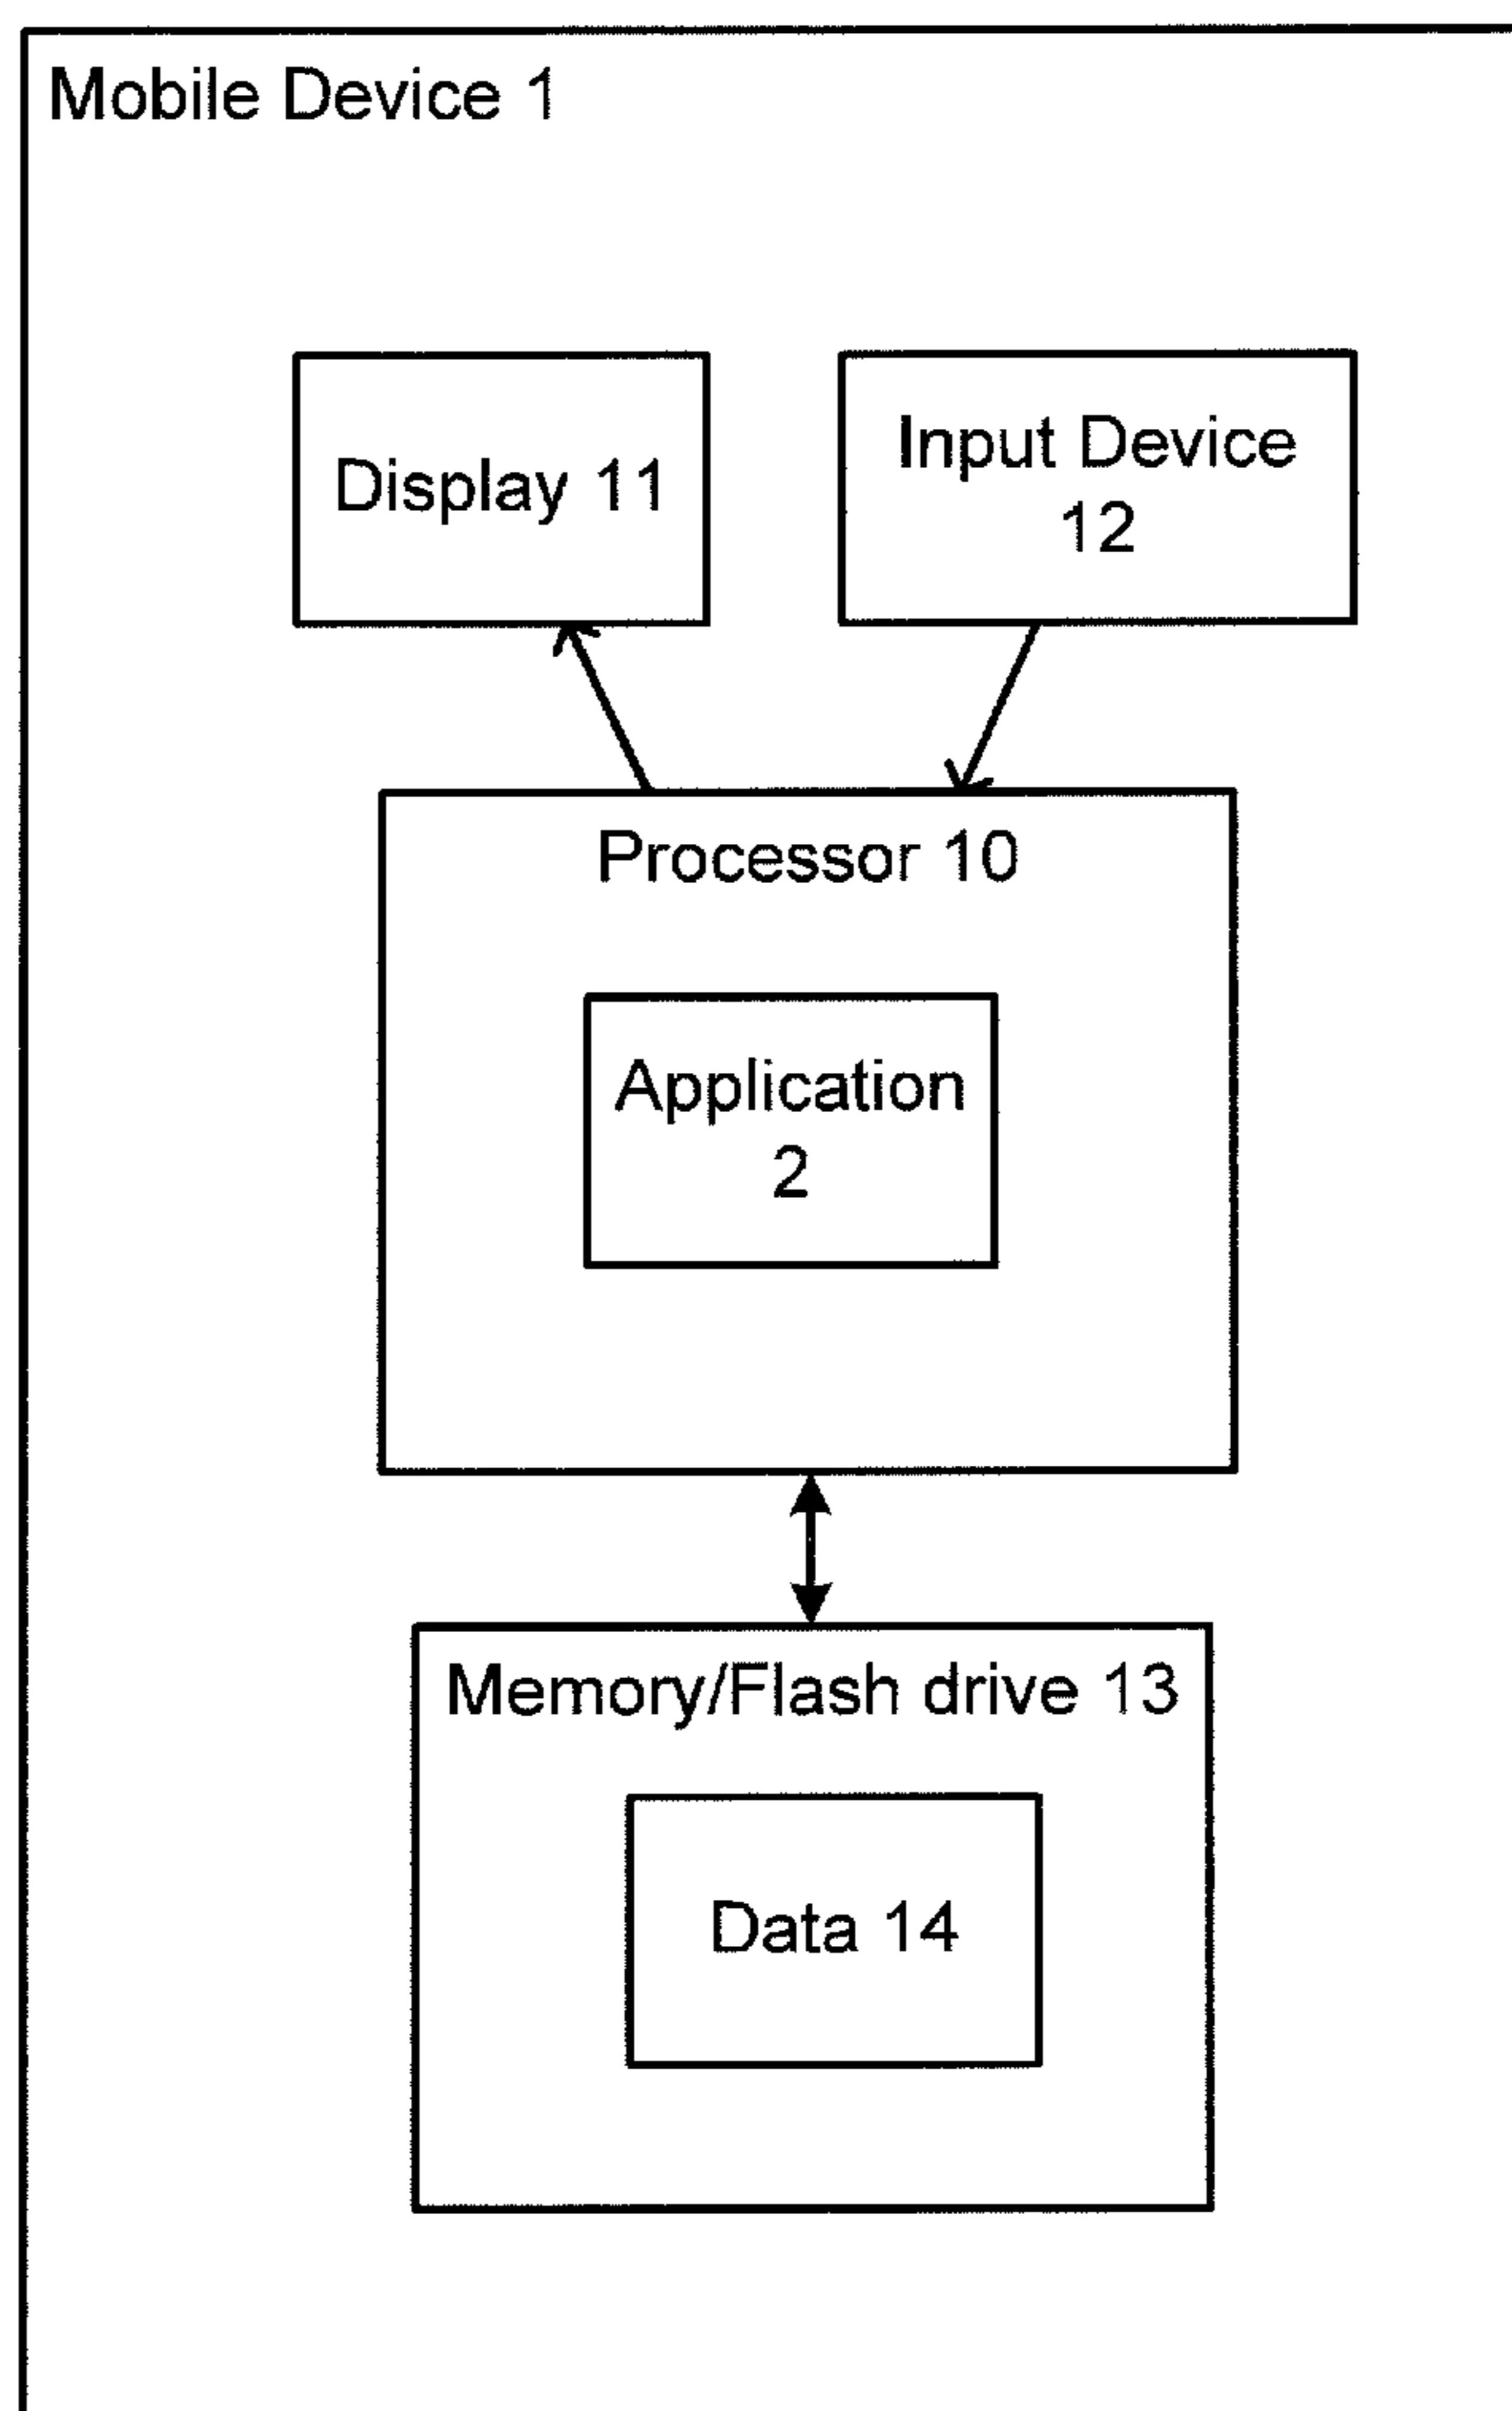 Mobile Device 1
Display 11
Input Device
12
Processor 10
Application
2
Memory/Flash drive 13
Data 14